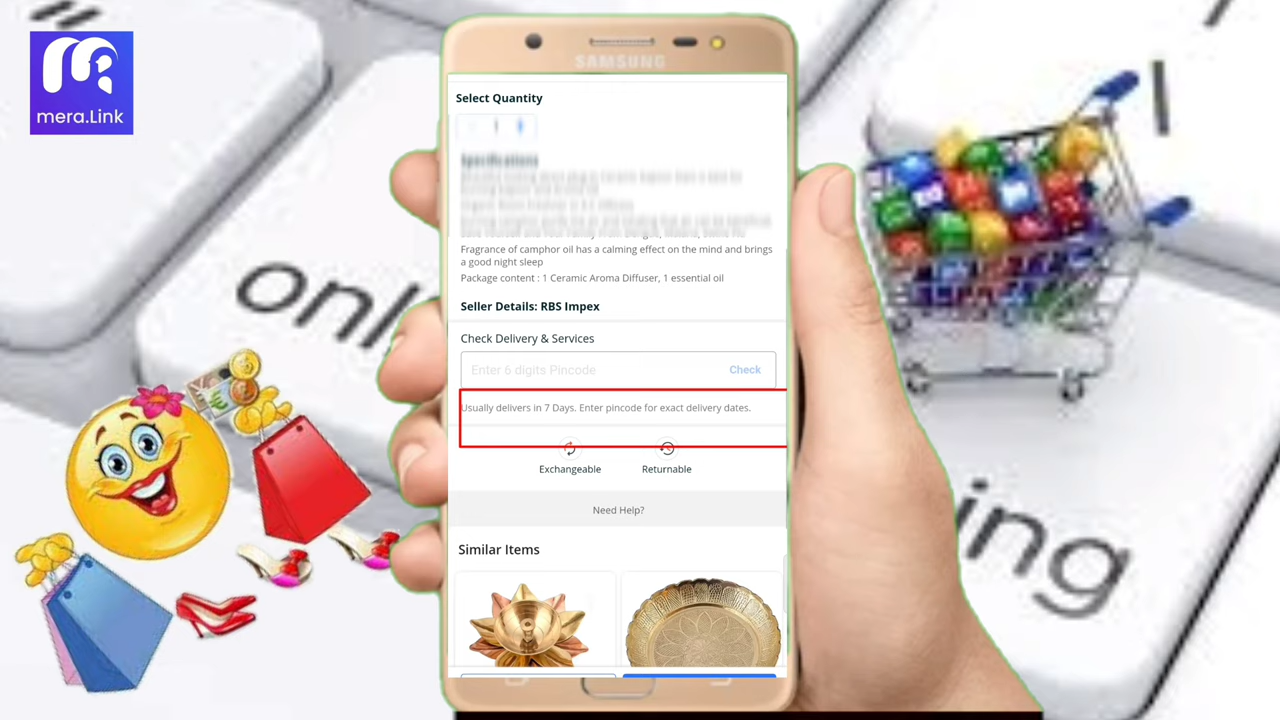 mera.Link
SAMSUNG
Select Quantity
1
Specifications
Fragrance of camphor oil has a calming effect on the mind and brings
a good night sleep
Package content : 1 Ceramic Aroma Diffuser, 1 essential oil
Seller Details: RBS Impex
Check Delivery & Services
Enter 6 digits Pincode
Check
Usually delivers in 7 Days. Enter pincode for exact delivery dates.
Exchangeable
Returnable
Need Help?
Similar Items
onl
ing